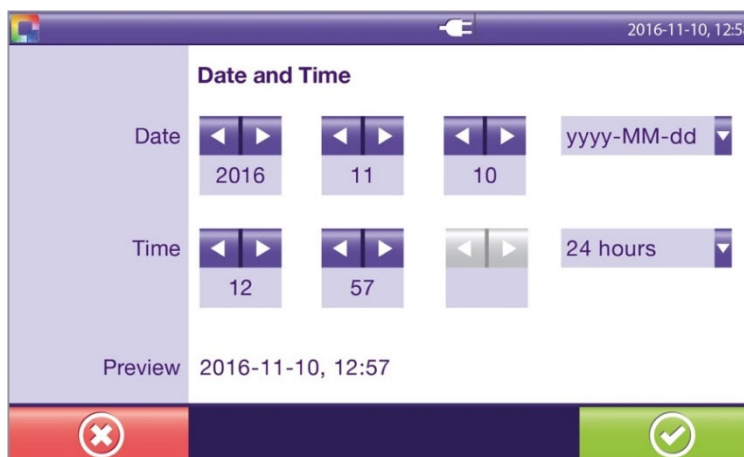 2016-11-10, 12:58
Date and Time
Date 2016 11 10 yyyy-MM-dd
Time 12 57 24 hours
Preview 2016-11-10, 12:57